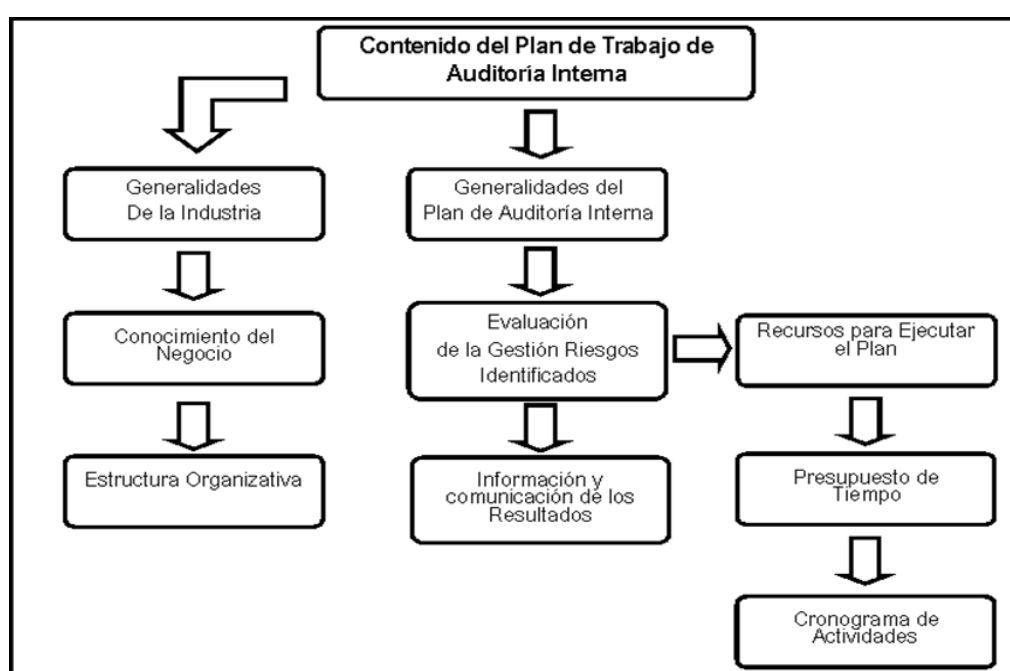 Contenido del Plan de Trabajo de
Auditoría Interna
Generalidades
De la Industria
Generalidades del
Plan de Auditoría Interna
Conocimiento del
Negocio
Evaluación
de la Gestión Riesgos
Identificados
Recursos para Ejecutar
el Plan
Estructura Organizativa
Información y
comunicación de los
Resultados
Presupuesto de
Tiempo
Cronograma de
Actividades